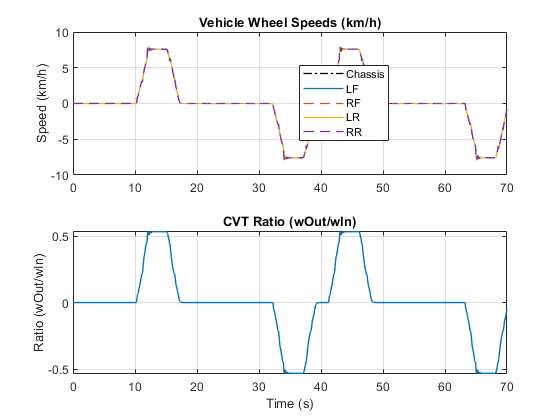 Vehicle Wheel Speeds (km/h)
10
5
0
-5
-10
Speed (km/h)
Chassis
LF
RF
LR
RR
0 10 20 30 40 50 60 70
CVT Ratio (wOut/wIn)
0.5
0
-0.5
Ratio (wOut/wIn)
0 10 20 30 40 50 60 70
Time (s)